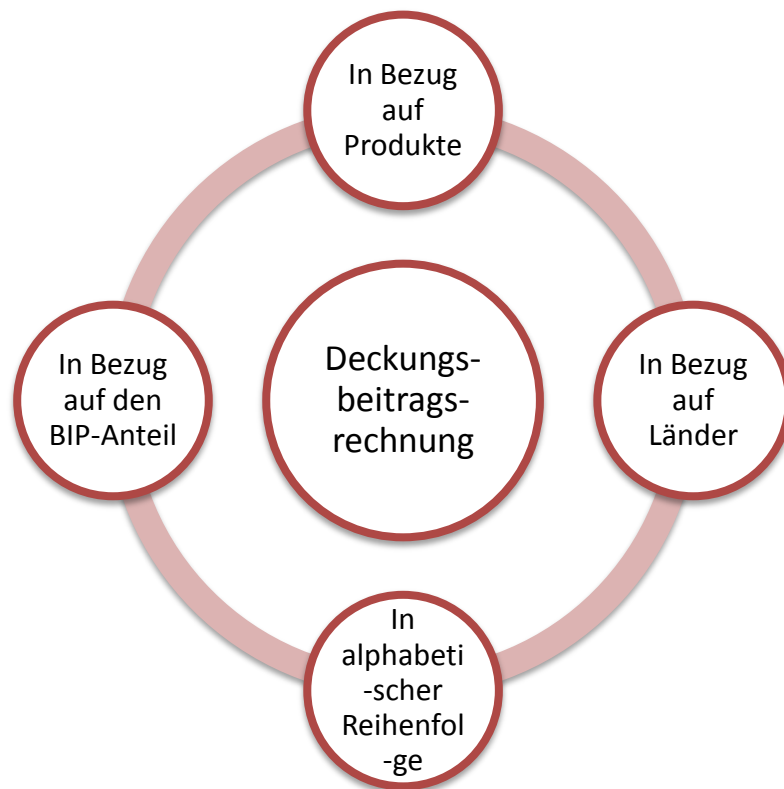 In Bezug
auf
Produkte
In Bezug
auf den
BIP-Anteil
Deckungs-
beitrags-
rechnung
In Bezug
auf
Länder
In
alphabeti
-scher
Reihenfol
-ge